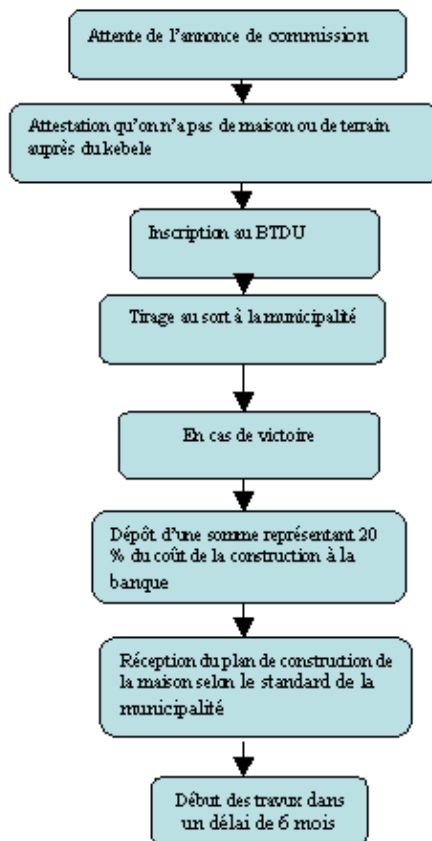 Attente de l'annonce de commission
Attestation qu'on n'a pas de maison ou de terrain
auprès du kebele
Inscription au BTDU
Tirage au sort à la municipalité
En cas de victoire
Dépôt d'une somme représentant 20
% du coût de la construction à la
banque
Réception du plan de construction de
la maison selon le standard de la
municipalité
Début des travux dans
un délai de 6 mois